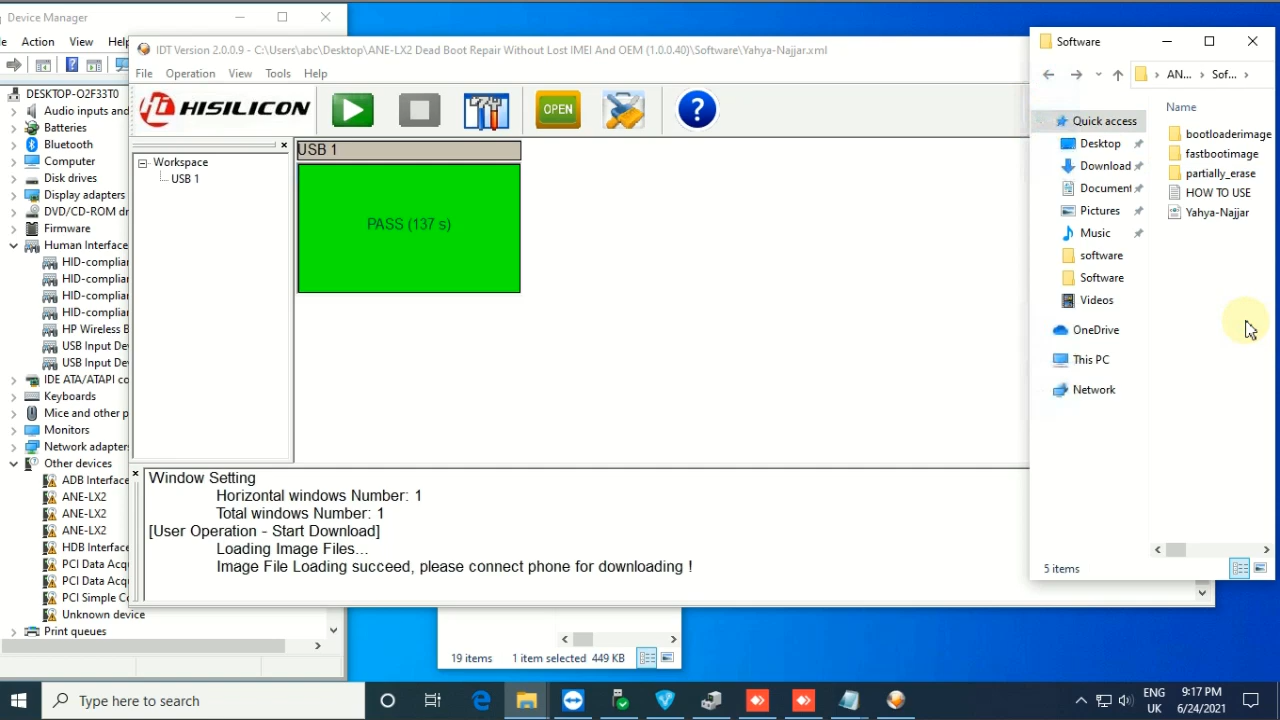 Device Manager
Action View Help
DESKTOP-O2F33T0
Audio inputs and
Batteries
Bluetooth
Computer
Disk drives
Display adapters
DVD/CD-ROM dr
Firmware
Human Interface
HID-complian
HID-complian
HID-complian
HID-complian
HP Wireless B
USB Input De
USB Input De
IDE ATA/ATAPI co
Keyboards
Mice and other p
Monitors
Network adapter
Other devices
ADB Interface
ANE-LX2
ANE-LX2
ANE-LX2
HDB Interface
PCI Data Acq
PCI Data Acq
PCI Simple C
Unknown device
Print queues
IDT Version 2.0.0.9 - C:\Users\abc\Desktop\ANE-LX2 Dead Boot Repair Without Lost IMEI And OEM (1.0.0.40)\Software\Yahya-Najjar.xml
File Operation View Tools Help
HISILICON
OPEN
Workspace
USB 1
USB 1
PASS (137 s)
Window Setting
Horizontal windows Number: 1
Total windows Number: 1
[User Operation - Start Download]
Loading Image Files...
Image File Loading succeed, please connect phone for downloading !
19 items 1 item selected 449 KB
Software
AN... Sof...
Name
Quick access
Desktop
Download
Document
Pictures
Music
software
Software
Videos
OneDrive
This PC
Network
bootloaderimage
fastbootimage
partially_erase
HOW TO USE
Yahya-Najjar
5 items
Type here to search
ENG
UK
9:17 PM
6/24/2021